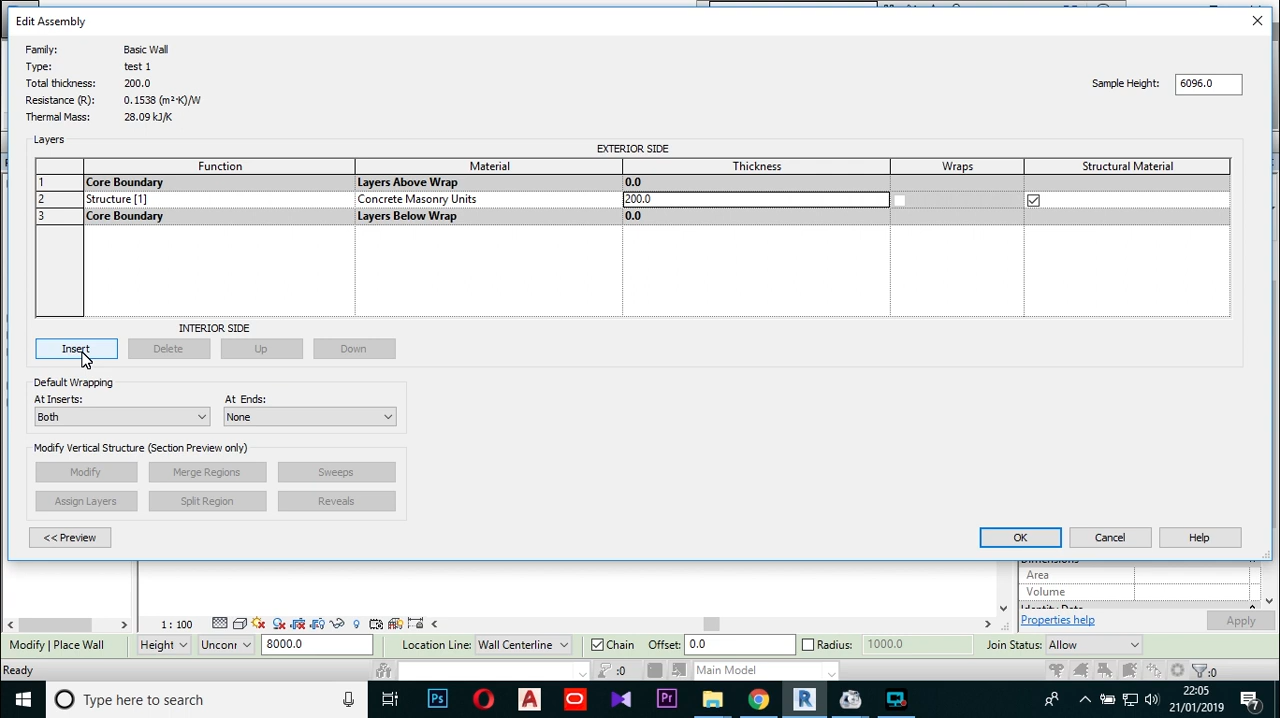 Edit Assembly
Family: Basic Wall
Type: test 1
Total thickness: 200.0
Resistance (R): 0.1538 (m²·K)/W
Thermal Mass: 28.09 kJ/K
Sample Height: 6096.0
Layers
EXTERIOR SIDE
Function Material Thickness Wraps Structural Material
1 Core Boundary Layers Above Wrap 0.0
2 Structure [1] Concrete Masonry Units 200.0
3 Core Boundary Layers Below Wrap 0.0
INTERIOR SIDE
Insert Delete Up Down
Default Wrapping
At Inserts: At Ends:
Both None
Modify Vertical Structure (Section Preview only)
Modify Merge Regions Sweeps
Assign Layers Split Region Reveals
<< Preview OK Cancel Help
Area
Volume
Properties help Apply
1 : 100
Modify | Place Wall Height Uncon 8000.0 Location Line: Wall Centerline Chain Offset: 0.0 Radius: 1000.0 Join Status: Allow
Ready :0 Main Model :0
Type here to search Ps A Pr R 22:05
21/01/2019